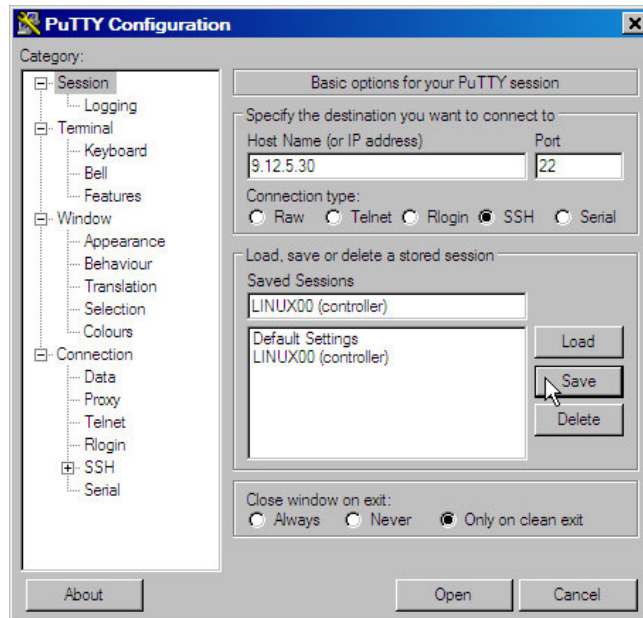 PuTTY Configuration
Category:
Session
Logging
Terminal
Keyboard
Bell
Features
Window
Appearance
Behaviour
Translation
Selection
Colours
Connection
Data
Proxy
Telnet
Rlogin
SSH
Serial
Basic options for your PuTTY session
Specify the destination you want to connect to
Host Name (or IP address) Port
9.12.5.30 22
Connection type:
Raw Telnet Rlogin SSH Serial
Load, save or delete a stored session
Saved Sessions
LINUX00 (controller)
Default Settings
LINUX00 (controller)
Load
Save
Delete
Close window on exit:
Always Never Only on clean exit
About Open Cancel